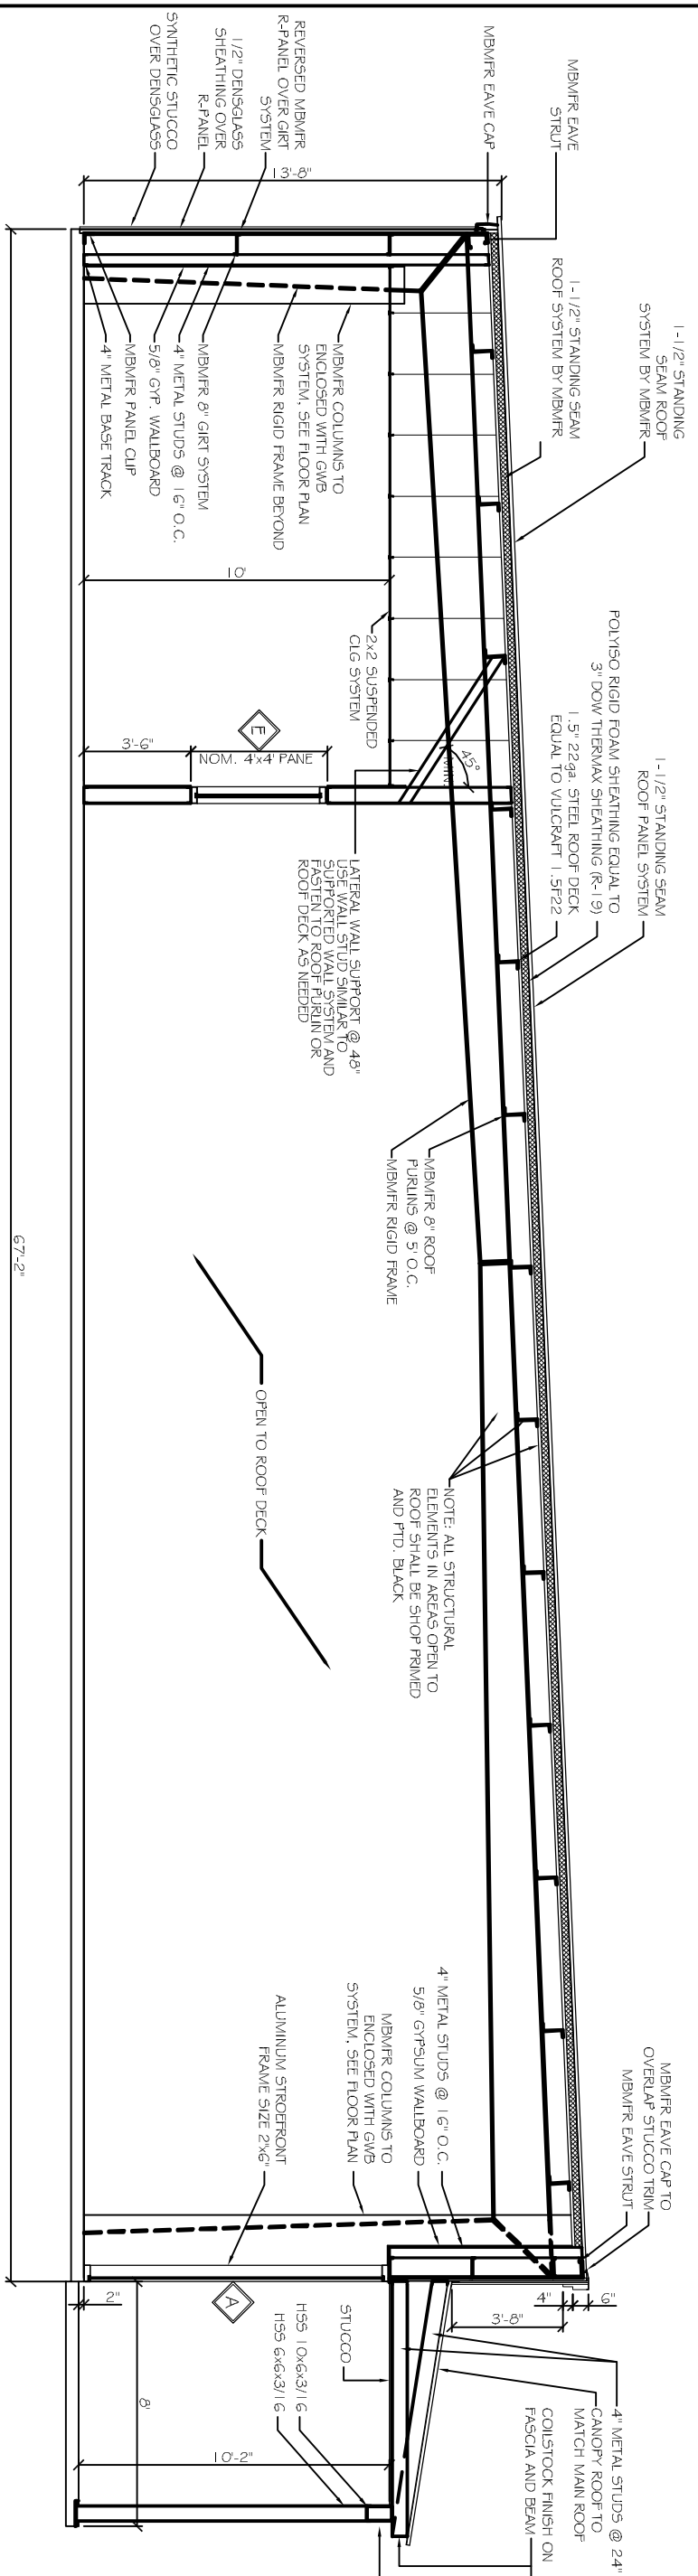 1-1/2" STANDING
SEAM ROOF
SYSTEM BY MBMFR
1-1/2" STANDING SEAM
ROOF SYSTEM BY MBMFR
MBMFR EAVE
STRUT
MBMFR EAVE CAP
REVERSED MBMFR
R-PANEL OVER GIRT
SYSTEM
1/2" DENSGLASS
SHEATHING OVER
R-PANEL
SYNTHETIC STUCCO
OVER DENSGLASS
13'-8"
1-1/2" STANDING SEAM
ROOF PANEL SYSTEM
POLYISO RIGID FOAM SHEATHING EQUAL TO
3" DOW THERMAX SHEATHING (R-19)
1.5" 22ga. STEEL ROOF DECK
EQUAL TO VULCRAFT 1.5F22
MBMFR COLUMNS TO
ENCLOSED WITH GWB
SYSTEM, SEE FLOOR PLAN
MBMFR RIGID FRAME BEYOND
MBMFR 8" GIRT SYSTEM
4" METAL STUDS @ 16" O.C.
5/8" GYP. WALLBOARD
MBMFR PANEL CLIP
4" METAL BASE TRACK
10'
2x2 SUSPENDED
CLG SYSTEM
45°
MIN.
E
NOM. 4'x4' PANE
3'-6"
LATERAL WALL SUPPORT @ 48"
USE WALL STUD SIMILAR TO
SUPPORTED WALL SYSTEM AND
FASTEN TO ROOF PURLIN OR
ROOF DECK AS NEEDED
MBMFR 8" ROOF
PURLINS @ 5' O.C.
MBMFR RIGID FRAME
67'-2"
OPEN TO ROOF DECK
NOTE: ALL STRUCTURAL
ELEMENTS IN AREAS OPEN TO
ROOF SHALL BE SHOP PRIMED
AND PTD. BLACK
MBMFR EAVE CAP TO
OVERLAP STUCCO TRIM
MBMFR EAVE STRUT
4" METAL STUDS @ 16" O.C.
5/8" GYPSUM WALLBOARD
MBMFR COLUMNS TO
ENCLOSED WITH GWB
SYSTEM, SEE FLOOR PLAN
ALUMINUM STROEFRONT
FRAME SIZE 2"x6"
6"
4"
3'-8"
A
2"
STUCCO
HSS 10x6x3/16
HSS 6x6x3/16
8'
10'-2"
4" METAL STUDS @ 24"
CANOPY ROOF TO
MATCH MAIN ROOF
COILSTOCK FINISH ON
FASCIA AND BEAM